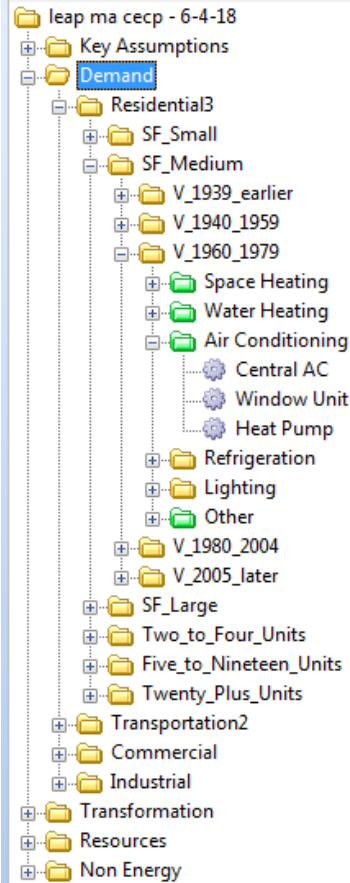 leap ma cecp - 6-4-18
Key Assumptions
Demand
Residential3
SF_Small
SF_Medium
V_1939_earlier
V_1940_1959
V_1960_1979
Space Heating
Water Heating
Air Conditioning
Central AC
Window Unit
Heat Pump
Refrigeration
Lighting
Other
V_1980_2004
V_2005_later
SF_Large
Two_to_Four_Units
Five_to_Nineteen_Units
Twenty_Plus_Units
Transportation2
Commercial
Industrial
Transformation
Resources
Non Energy